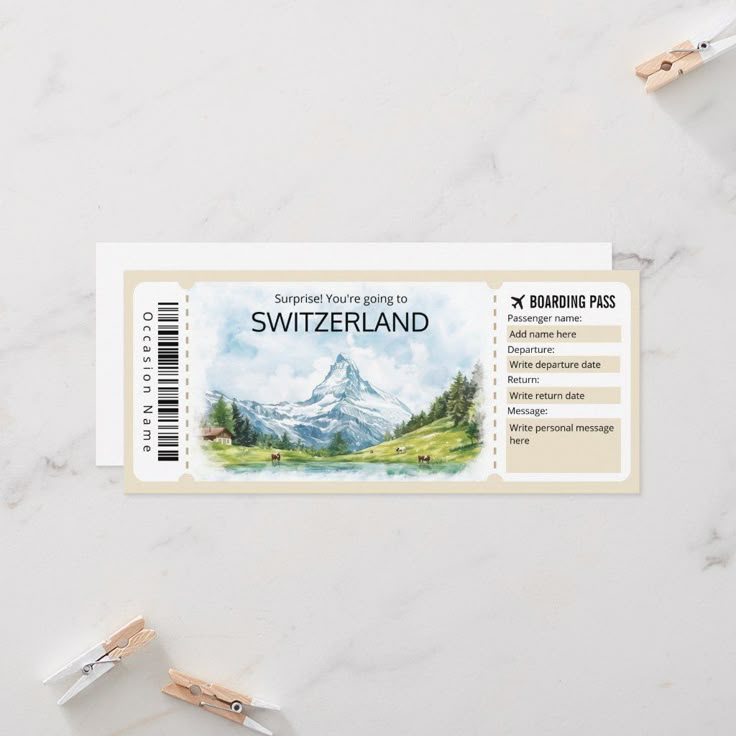 Occasion Name
Surprise! You're going to
SWITZERLAND
BOARDING PASS
Passenger name:
Add name here
Departure:
Write departure date
Return:
Write return date
Message:
Write personal message
here